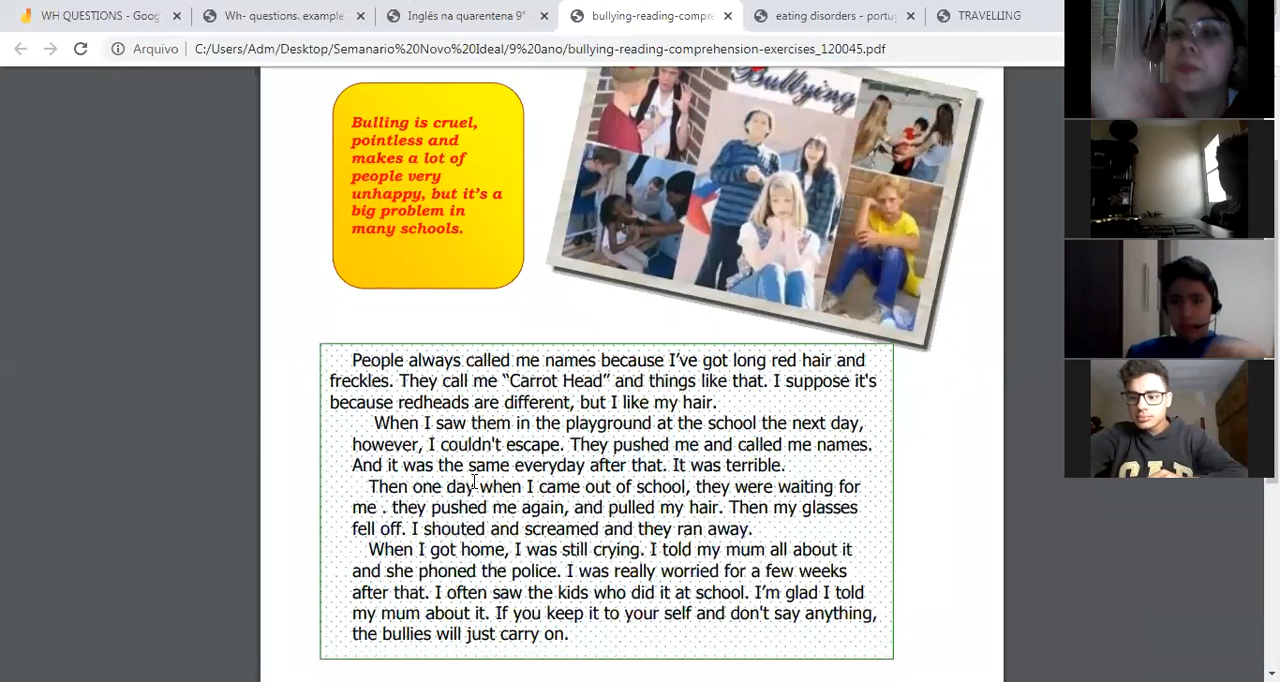 WH QUESTIONS - Goog
Wh- questions. example
Inglês na quarentena 9°
bullying-reading-compre
eating disorders - portug
TRAVELLING
Arquivo
C:/Users/Adm/Desktop/Semanario%20Novo%20Ideal/9%20ano/bullying-reading-comprehension-exercises_120045.pdf
Bullying
Bulling is cruel,
pointless and
makes a lot of
people very
unhappy, but it's a
big problem in
many schools.
People always called me names because I've got long red hair and
freckles. They call me “Carrot Head” and things like that. I suppose it's
because redheads are different, but I like my hair.
When I saw them in the playground at the school the next day,
however, I couldn't escape. They pushed me and called me names.
And it was the same everyday after that. It was terrible.
Then one day when I came out of school, they were waiting for
me . they pushed me again, and pulled my hair. Then my glasses
fell off. I shouted and screamed and they ran away.
When I got home, I was still crying. I told my mum all about it
and she phoned the police. I was really worried for a few weeks
after that. I often saw the kids who did it at school. I'm glad I told
my mum about it. If you keep it to your self and don't say anything,
the bullies will just carry on.